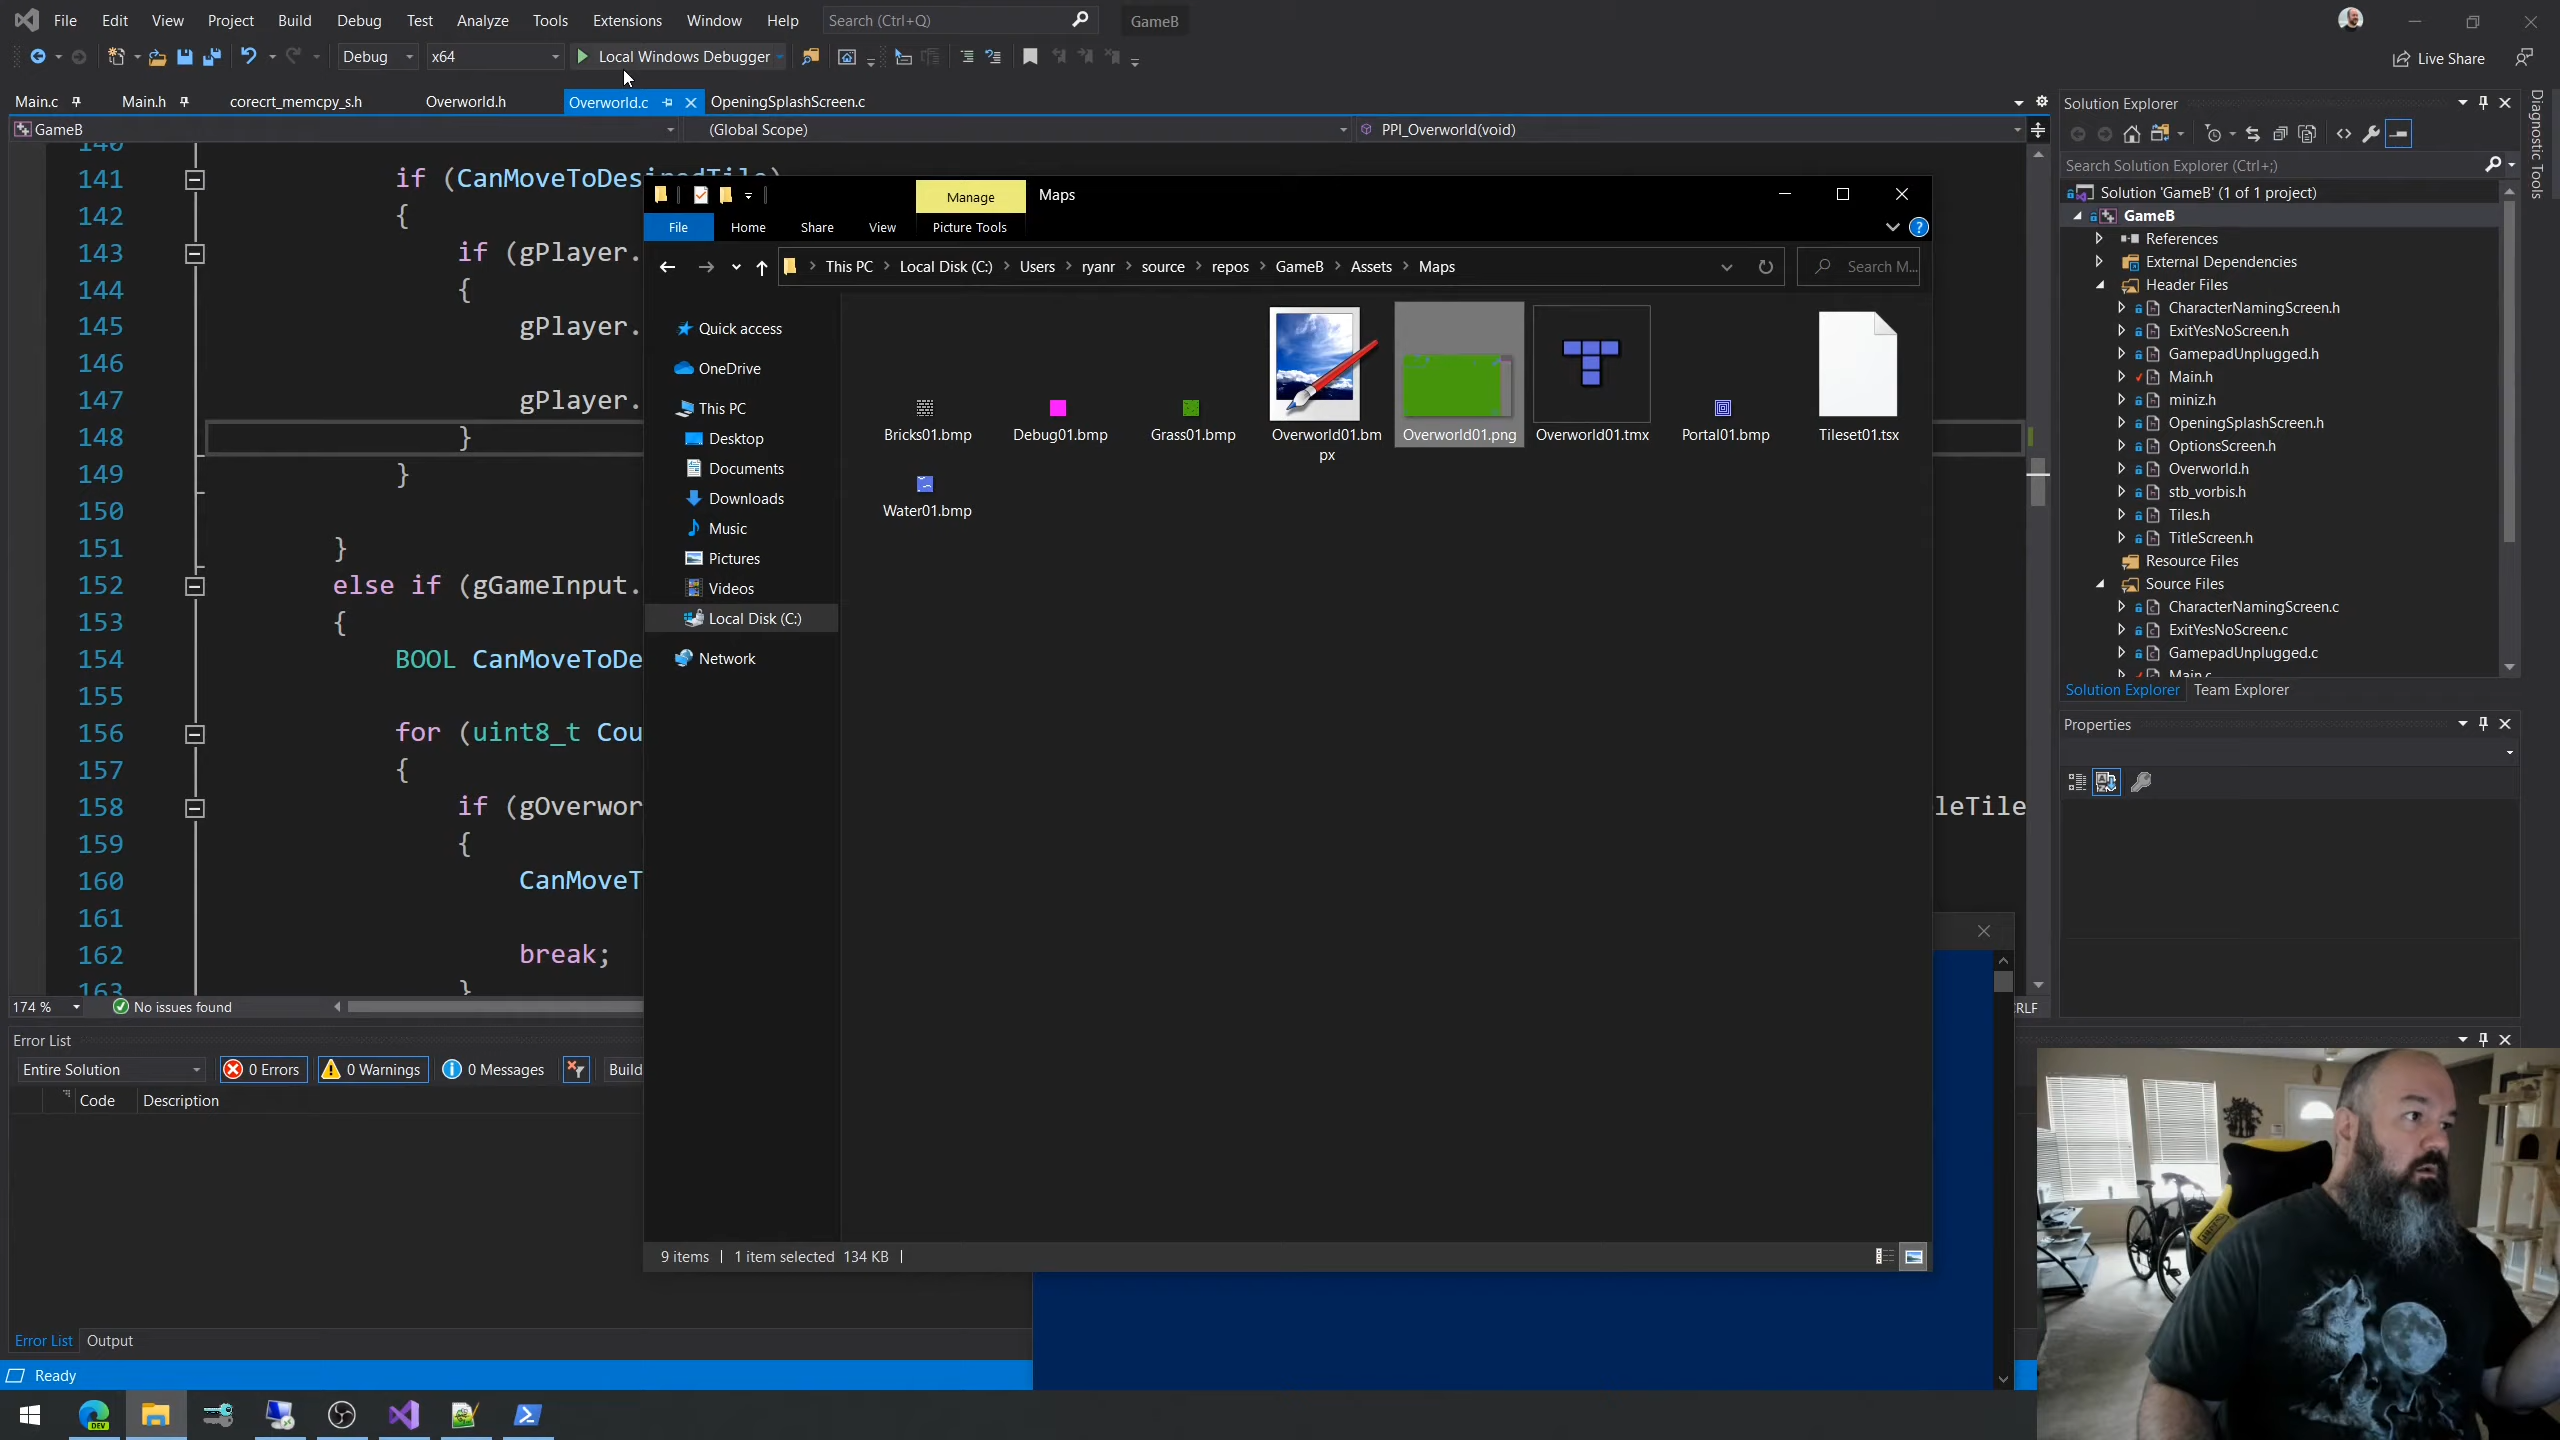 File Edit View Project Build Debug Test Analyze Tools Extensions Window Help Search (Ctrl+Q) GameB
Debug x64 Local Windows Debugger Live Share
Main.c Main.h corecrt_memcpy_s.h Overworld.h Overworld.c OpeningSplashScreen.c
GameB (Global Scope) PPI_Overworld(void)
141 if (CanMoveToDesiredTile)
142 {
143 if (gPlayer.
144 {
145 gPlayer.
146
147 gPlayer.
148 }
149 }
150
151 }
152 else if (gGameInput.
153 {
154 BOOL CanMoveToDe
155
156 for (uint8_t Cou
157 {
158 if (gOverwor leTile
159 {
160 CanMoveT
161
162 break;
163 }
174 % No issues found CRLF
Manage Maps
File Home Share View Picture Tools
This PC Local Disk (C:) Users ryanr source repos GameB Assets Maps Search M...
Quick access
OneDrive
This PC
Desktop
Documents
Downloads
Music
Pictures
Videos
Local Disk (C:)
Network
Bricks01.bmp Debug01.bmp Grass01.bmp Overworld01.bm Overworld01.png Overworld01.tmx Portal01.bmp Tileset01.tsx
px
Water01.bmp
9 items 1 item selected 134 KB
Solution Explorer
Search Solution Explorer (Ctrl+;)
Solution 'GameB' (1 of 1 project)
GameB
References
External Dependencies
Header Files
CharacterNamingScreen.h
ExitYesNoScreen.h
GamepadUnplugged.h
Main.h
miniz.h
OpeningSplashScreen.h
OptionsScreen.h
Overworld.h
stb_vorbis.h
Tiles.h
TitleScreen.h
Resource Files
Source Files
CharacterNamingScreen.c
ExitYesNoScreen.c
GamepadUnplugged.c
Main.c
Solution Explorer Team Explorer
Properties
Diagnostic Tools
Error List
Entire Solution 0 Errors 0 Warnings 0 Messages Build
Code Description
Error List Output
Ready
DEV